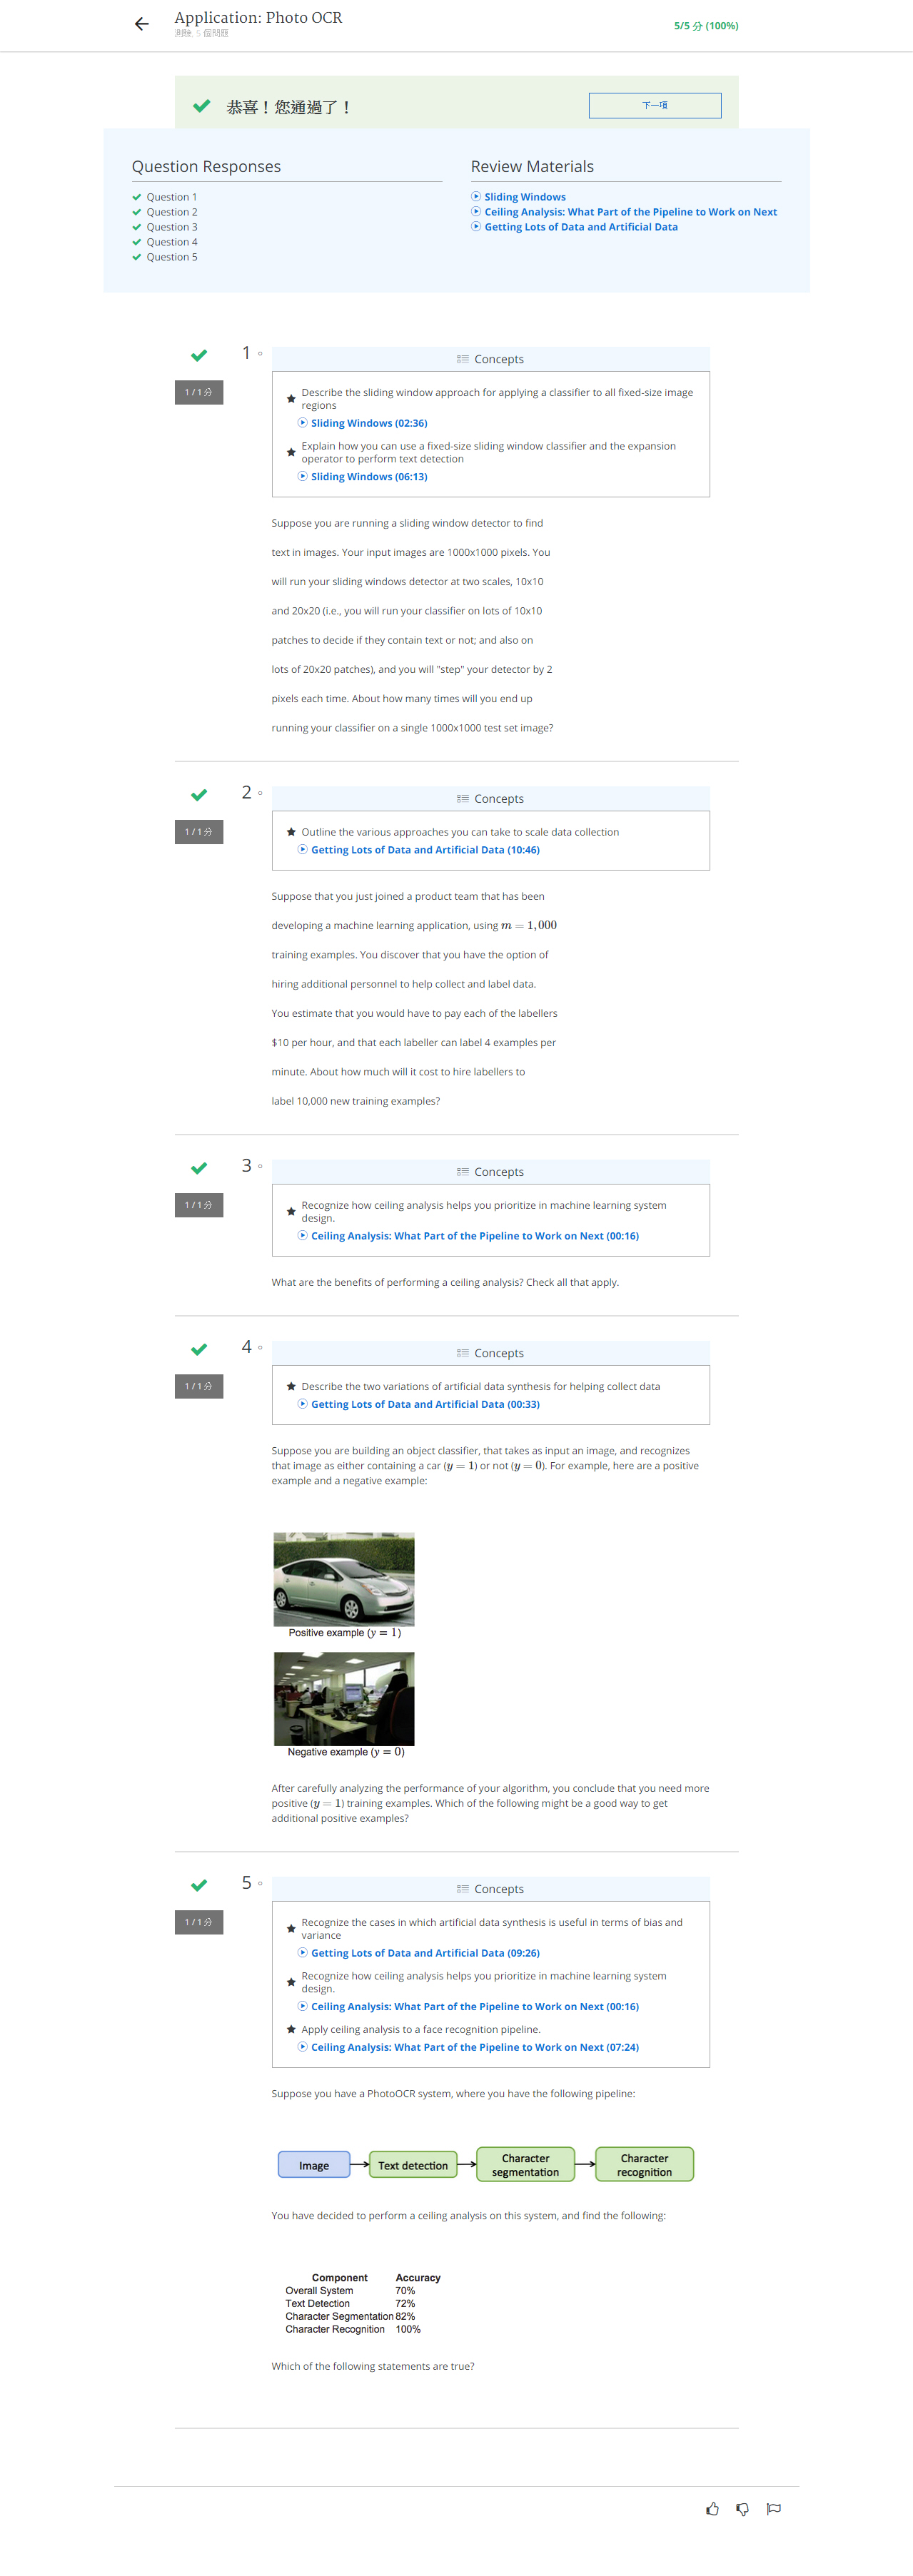 Application: Photo OCR
測驗, 5 個問題
5/5 分 (100%)
恭喜！您通過了！
下一項
Question Responses
Question 1
Question 2
Question 3
Question 4
Question 5
Review Materials
Sliding Windows
Ceiling Analysis: What Part of the Pipeline to Work on Next
Getting Lots of Data and Artificial Data
1 / 1 分
1。
Concepts
Describe the sliding window approach for applying a classifier to all fixed-size image
regions
Sliding Windows (02:36)
Explain how you can use a fixed-size sliding window classifier and the expansion
operator to perform text detection
Sliding Windows (06:13)
Suppose you are running a sliding window detector to find
text in images. Your input images are 1000x1000 pixels. You
will run your sliding windows detector at two scales, 10x10
and 20x20 (i.e., you will run your classifier on lots of 10x10
patches to decide if they contain text or not; and also on
lots of 20x20 patches), and you will "step" your detector by 2
pixels each time. About how many times will you end up
running your classifier on a single 1000x1000 test set image?
1 / 1 分
2。
Concepts
Outline the various approaches you can take to scale data collection
Getting Lots of Data and Artificial Data (10:46)
Suppose that you just joined a product team that has been
developing a machine learning application, using m = 1,000
training examples. You discover that you have the option of
hiring additional personnel to help collect and label data.
You estimate that you would have to pay each of the labellers
$10 per hour, and that each labeller can label 4 examples per
minute. About how much will it cost to hire labellers to
label 10,000 new training examples?
1 / 1 分
3。
Concepts
Recognize how ceiling analysis helps you prioritize in machine learning system
design.
Ceiling Analysis: What Part of the Pipeline to Work on Next (00:16)
What are the benefits of performing a ceiling analysis? Check all that apply.
1 / 1 分
4。
Concepts
Describe the two variations of artificial data synthesis for helping collect data
Getting Lots of Data and Artificial Data (00:33)
Suppose you are building an object classifier, that takes as input an image, and recognizes
that image as either containing a car (y = 1) or not (y = 0). For example, here are a positive
example and a negative example:
Positive example (y = 1)
Negative example (y = 0)
After carefully analyzing the performance of your algorithm, you conclude that you need more
positive (y = 1) training examples. Which of the following might be a good way to get
additional positive examples?
1 / 1 分
5。
Concepts
Recognize the cases in which artificial data synthesis is useful in terms of bias and
variance
Getting Lots of Data and Artificial Data (09:26)
Recognize how ceiling analysis helps you prioritize in machine learning system
design.
Ceiling Analysis: What Part of the Pipeline to Work on Next (00:16)
Apply ceiling analysis to a face recognition pipeline.
Ceiling Analysis: What Part of the Pipeline to Work on Next (07:24)
Suppose you have a PhotoOCR system, where you have the following pipeline:
Image
Text detection
Character
segmentation
Character
recognition
You have decided to perform a ceiling analysis on this system, and find the following:
Component Accuracy
Overall System 70%
Text Detection 72%
Character Segmentation 82%
Character Recognition 100%
Which of the following statements are true?